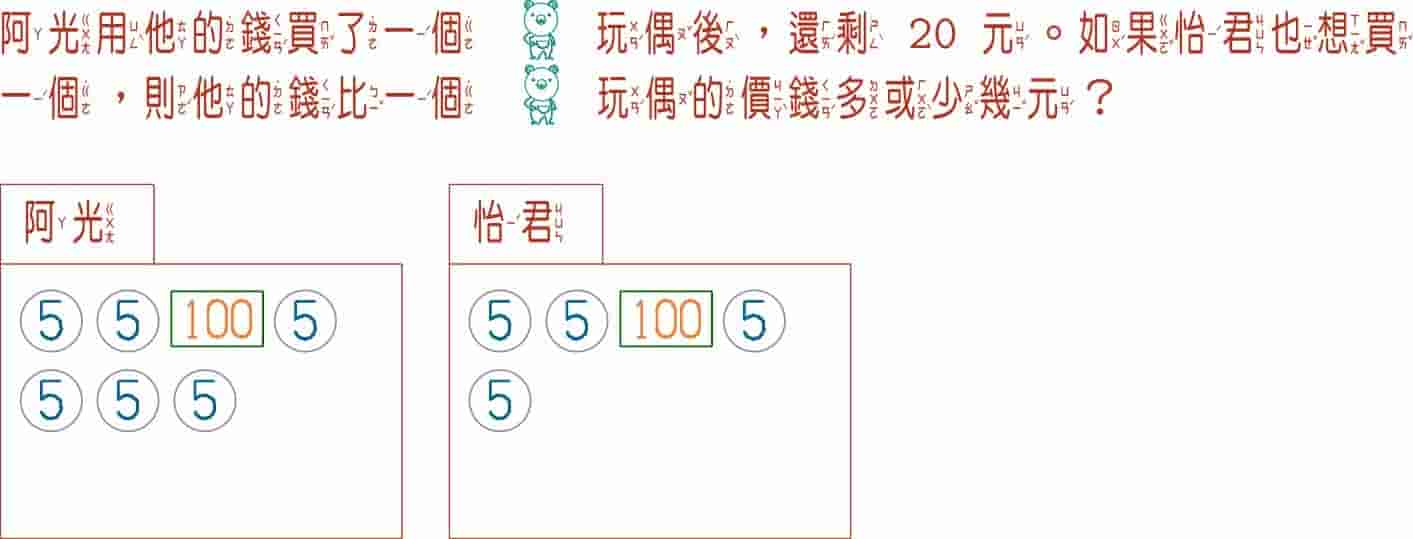 阿光用他的錢買了一個 玩偶後，還剩 20 元。如果怡君也想買
一個，則他的錢比一個 玩偶的價錢多或少幾元？
阿光 怡君
5 5 100 5 5 5 100 5
5 5 5 5